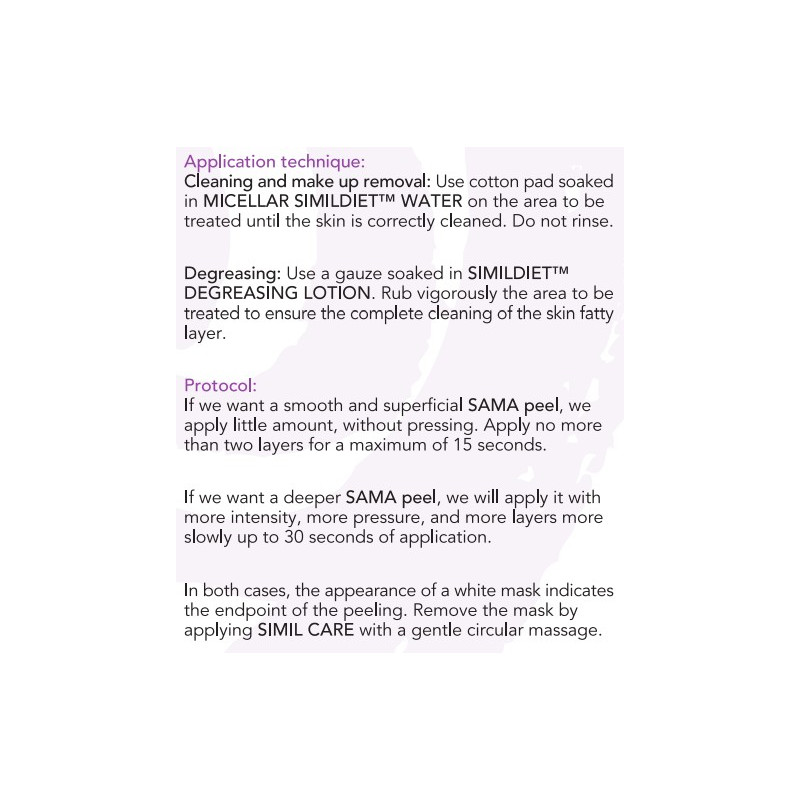 Application technique:
Cleaning and make up removal: Use cotton pad soaked
in MICELLAR SIMILDIET™ WATER on the area to be
treated until the skin is correctly cleaned. Do not rinse.
Degreasing: Use a gauze soaked in SIMILDIET™
DEGREASING LOTION. Rub vigorously the area to be
treated to ensure the complete cleaning of the skin fatty
layer.
Protocol:
If we want a smooth and superficial SAMA peel, we
apply little amount, without pressing. Apply no more
than two layers for a maximum of 15 seconds.
If we want a deeper SAMA peel, we will apply it with
more intensity, more pressure, and more layers more
slowly up to 30 seconds of application.
In both cases, the appearance of a white mask indicates
the endpoint of the peeling. Remove the mask by
applying SIMIL CARE with a gentle circular massage.